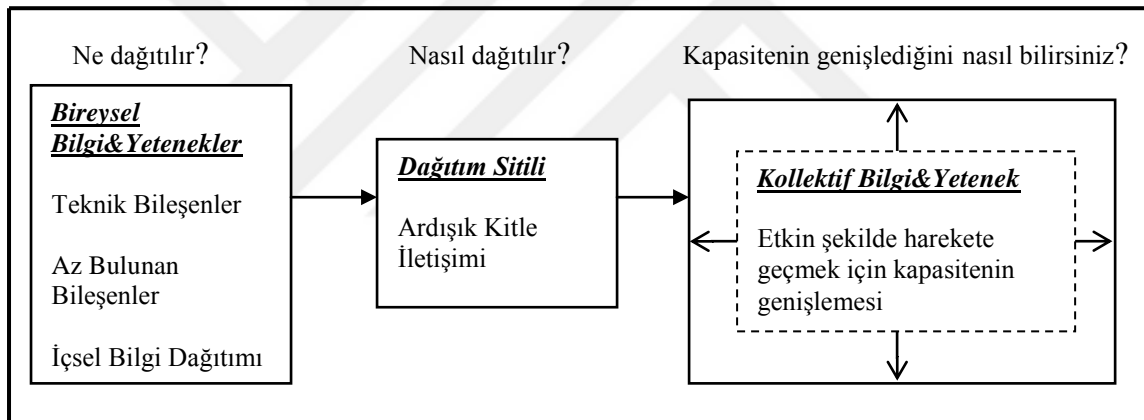 Ne dağıtılır?
Nasıl dağıtılır?
Kapasitenin genişlediğini nasıl bilirsiniz?
Bireysel
Bilgi&Yetenekler
Teknik Bileşenler
Az Bulunan
Bileşenler
İçsel Bilgi Dağıtımı
Dağıtım Sitili
Ardışık Kitle
İletişimi
Kollektif Bilgi&Yetenek
Etkin şekilde harekete
geçmek için kapasitenin
genişlemesi